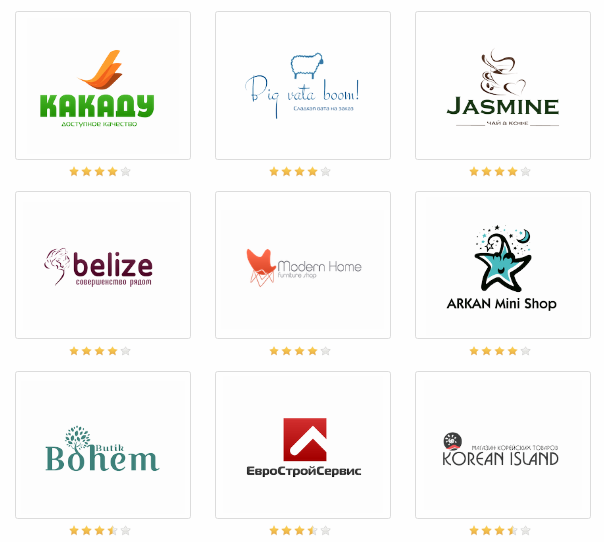 КАКАДУ
доступное качество
Big vata boom!
Сладкая вата на заказ
JASMINE
ЧАЙ & КОФЕ
belize
совершенство рядом
Modern Home
furniture shop
ARKAN Mini Shop
Butik
Bohem
ЕвроСтройСервис
МАГАЗИН КОРЕЙСКИХ ТОВАРОВ
KOREAN ISLAND